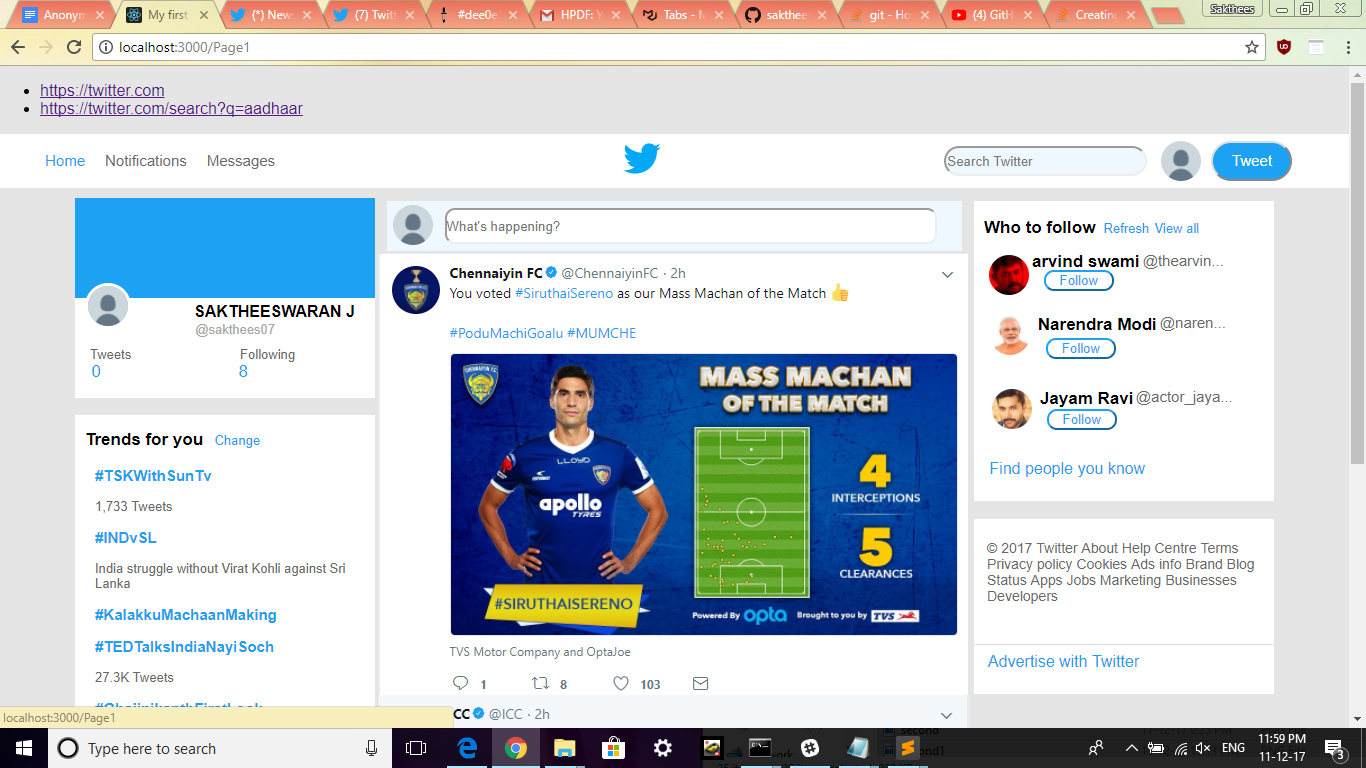 Anonym
My first
(*) New
(7) Twitt
#dee0e
HPDF: Y
Tabs - M
sakthee
git - Ho
(4) GitH
Creating
Sakthees
localhost:3000/Page1
https://twitter.com
https://twitter.com/search?q=aadhaar
Home Notifications Messages
Search Twitter
Tweet
SAKTHEESWARAN J
@sakthees07
Tweets Following
0 8
Trends for you Change
#TSKWithSunTv
1,733 Tweets
#INDvSL
India struggle without Virat Kohli against Sri
Lanka
#KalakkuMachaanMaking
#TEDTalksIndiaNayiSoch
27.3K Tweets
What's happening?
Chennaiyin FC @ChennaiyinFC · 2h
You voted #SiruthaiSereno as our Mass Machan of the Match 👍
#PoduMachiGoalu #MUMCHE
CHENNAIYIN FC
MASS MACHAN
OF THE MATCH
LLOYD
apollo
TYRES
4
INTERCEPTIONS
5
CLEARANCES
#SIRUTHAISERENO
Powered By opta Brought to you by TVS
TVS Motor Company and OptaJoe
1 8 103
CC @ICC · 2h
Who to follow Refresh View all
arvind swami @thearvin...
Follow
Narendra Modi @naren...
Follow
Jayam Ravi @actor_jaya...
Follow
Find people you know
© 2017 Twitter About Help Centre Terms
Privacy policy Cookies Ads info Brand Blog
Status Apps Jobs Marketing Businesses
Developers
Advertise with Twitter
localhost:3000/Page1
Type here to search
ENG
11:59 PM
11-12-17
3